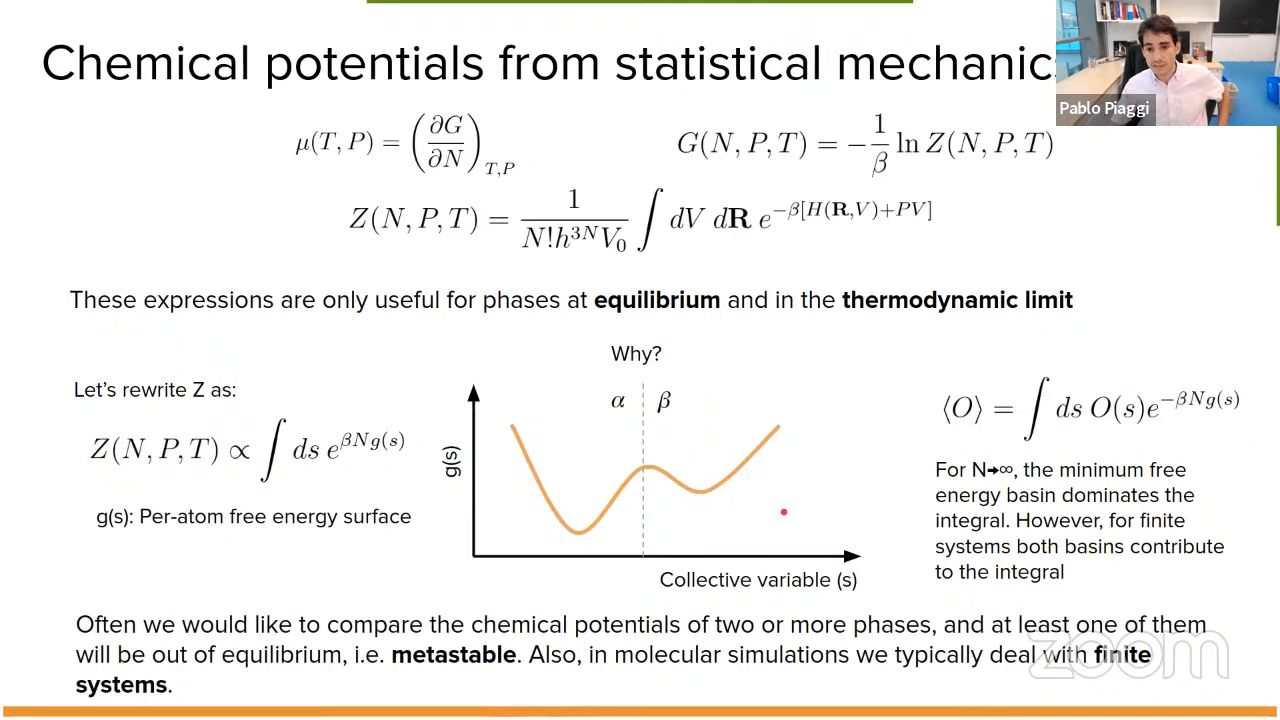 Chemical potentials from statistical mechanics
Pablo Piaggi
μ(T, P) = (∂G/∂N)_{T,P}
G(N, P, T) = −1/β ln Z(N, P, T)
Z(N, P, T) = 1/(N!h^{3N}V_0) ∫ dV d𝐑 e^{−β[H(𝐑,V)+PV]}
These expressions are only useful for phases at equilibrium and in the thermodynamic limit
Why?
Let's rewrite Z as:
Z(N, P, T) ∝ ∫ ds e^{βNg(s)}
g(s): Per-atom free energy surface
α
β
g(s)
Collective variable (s)
⟨O⟩ = ∫ ds O(s)e^{−βNg(s)}
For N→∞, the minimum free
energy basin dominates the
integral. However, for finite
systems both basins contribute
to the integral
Often we would like to compare the chemical potentials of two or more phases, and at least one of them
will be out of equilibrium, i.e. metastable. Also, in molecular simulations we typically deal with finite
systems.
zoom